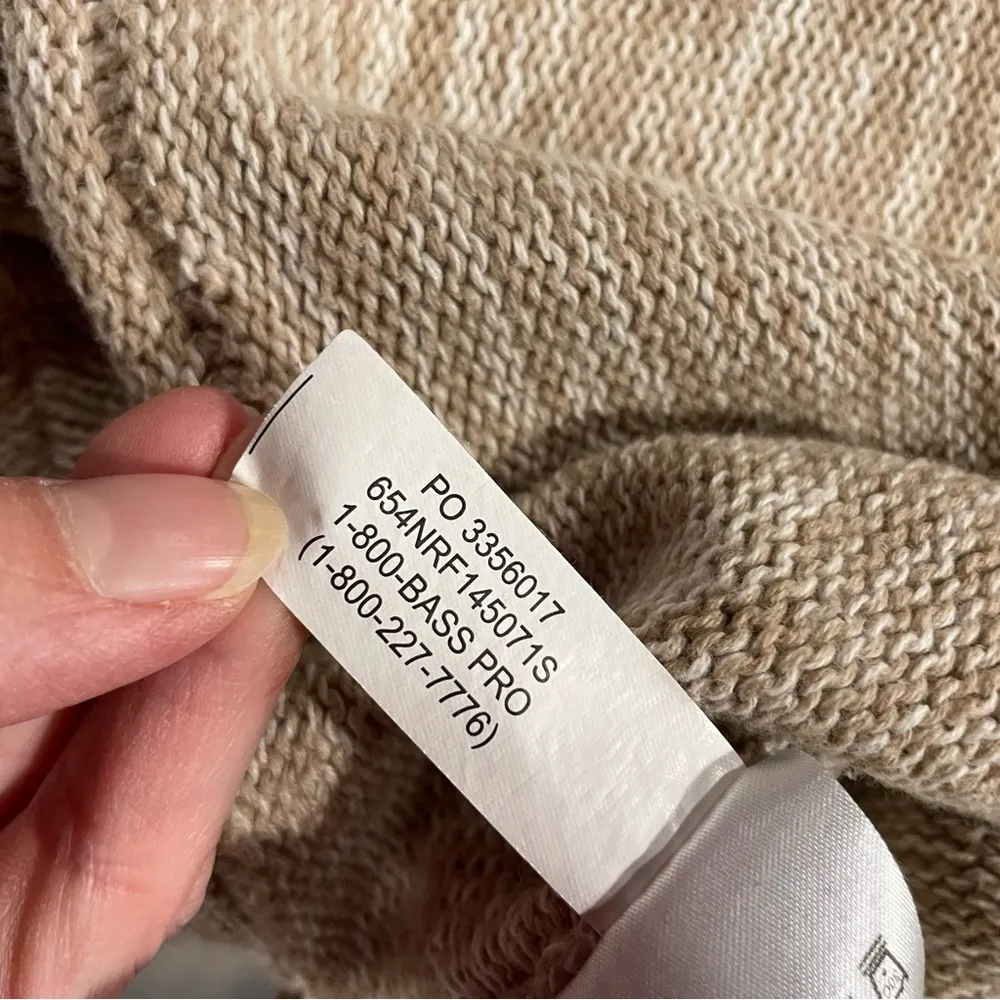 PO 3356017
654NRF145071S
1-800-BASS PRO
(1-800-227-7776)